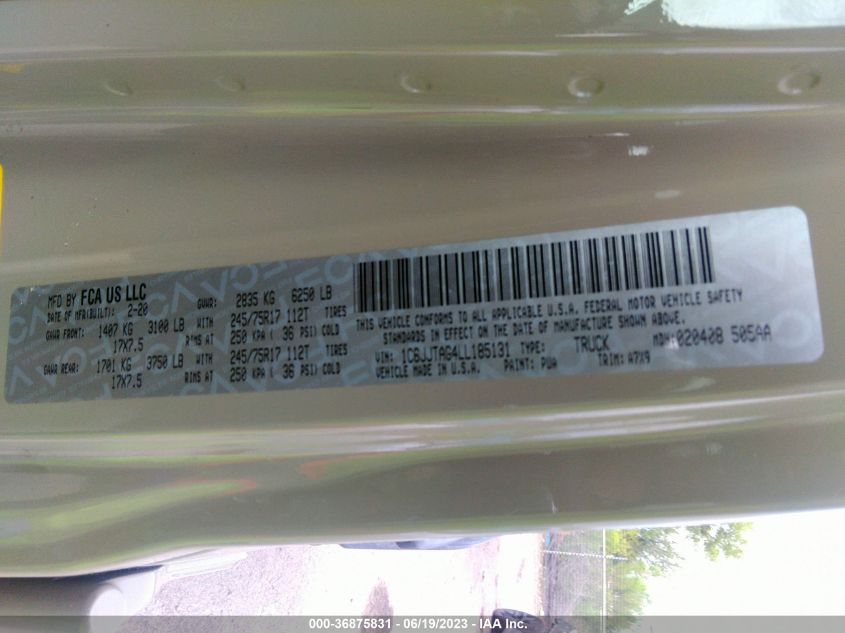 MFD BY FCA US LLC
DATE OF MFR(BUILT): 2-20 GVWR: 2835 KG 6250 LB
GAWR FRONT: 1407 KG 3100 LB WITH 245/75R17 112T TIRES
17X7.5 RIMS AT 250 KPA ( 36 PSI) COLD
GAWR REAR: 1701 KG 3750 LB WITH 245/75R17 112T TIRES
17X7.5 RIMS AT 250 KPA ( 36 PSI) COLD
THIS VEHICLE CONFORMS TO ALL APPLICABLE U.S.A. FEDERAL MOTOR VEHICLE SAFETY
STANDARDS IN EFFECT ON THE DATE OF MANUFACTURE SHOWN ABOVE.
VIN: 1C6JJTAG4LL185131 TYPE: TRUCK MDH:020408 505AA
VEHICLE MADE IN U.S.A. PAINT: PUA TRIM: A7X9
000-36875831 - 06/19/2023 - IAA Inc.